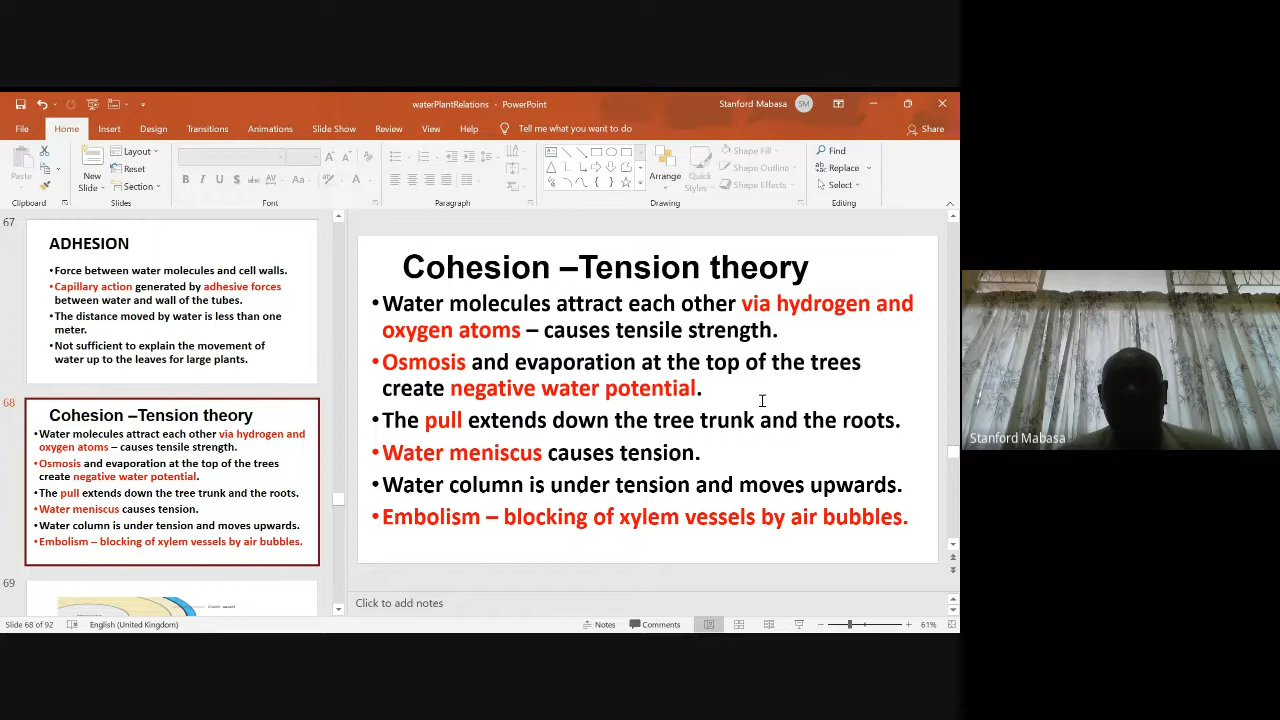 waterPlantRelations - PowerPoint
Stanford Mabasa SM
File Home Insert Design Transitions Animations Slide Show Review View Help Tell me what you want to do Share
Paste
New
Slide
Layout
Reset
Section
B I U S abc AV Aa A
Arrange
Quick
Styles
Shape Fill
Shape Outline
Shape Effects
Find
Replace
Select
Clipboard Slides Font Paragraph Drawing Editing
67
ADHESION
•Force between water molecules and cell walls.
•Capillary action generated by adhesive forces
between water and wall of the tubes.
•The distance moved by water is less than one
meter.
•Not sufficient to explain the movement of
water up to the leaves for large plants.
68
Cohesion –Tension theory
•Water molecules attract each other via hydrogen and
oxygen atoms – causes tensile strength.
•Osmosis and evaporation at the top of the trees
create negative water potential.
•The pull extends down the tree trunk and the roots.
•Water meniscus causes tension.
•Water column is under tension and moves upwards.
•Embolism – blocking of xylem vessels by air bubbles.
69
Cohesion –Tension theory
•Water molecules attract each other via hydrogen and
oxygen atoms – causes tensile strength.
•Osmosis and evaporation at the top of the trees
create negative water potential.
•The pull extends down the tree trunk and the roots.
•Water meniscus causes tension.
•Water column is under tension and moves upwards.
•Embolism – blocking of xylem vessels by air bubbles.
Click to add notes
Slide 68 of 92 English (United Kingdom) Notes Comments 61%
Stanford Mabasa